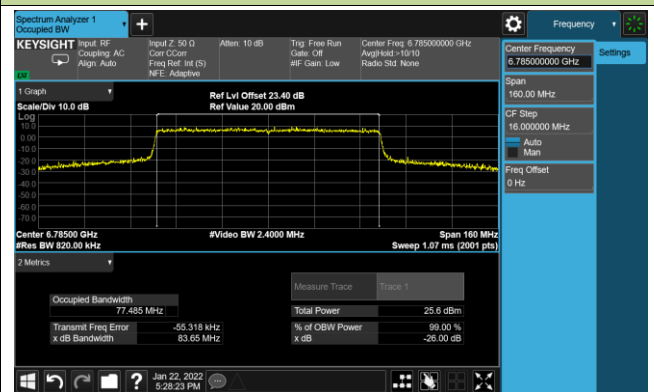 Spectrum Analyzer 1
Occupied BW
Frequency
KEYSIGHT
Input: RF
Coupling: AC
Align: Auto
Input Z: 50 Ω
Corr CCorr
Freq Ref: Int (S)
NFE: Adaptive
Atten: 10 dB
Trig: Free Run
Gate: Off
#IF Gain: Low
Center Freq: 6.785000000 GHz
Avg|Hold:>10/10
Radio Std: None
LXI
Center Frequency
6.785000000 GHz
Settings
Span
160.00 MHz
CF Step
16.000000 MHz
Auto
Man
Freq Offset
0 Hz
1 Graph
Scale/Div 10.0 dB
Ref Lvl Offset 23.40 dB
Ref Value 20.00 dBm
Log
10.0
0.00
-10.0
-20.0
-30.0
-40.0
-50.0
-60.0
-70.0
Center 6.78500 GHz
#Video BW 2.4000 MHz
Span 160 MHz
#Res BW 820.00 kHz
Sweep 1.07 ms (2001 pts)
2 Metrics
Measure Trace
Trace 1
Occupied Bandwidth
77.485 MHz
Total Power
25.6 dBm
Transmit Freq Error
-55.318 kHz
% of OBW Power
99.00 %
x dB Bandwidth
83.65 MHz
x dB
-26.00 dB
?
Jan 22, 2022
5:28:23 PM